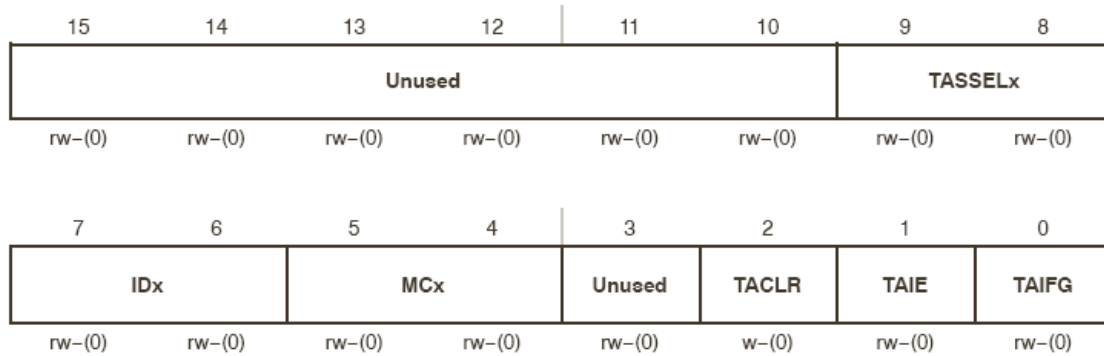 15 14 13 12 11 10 9 8
Unused TASSELx
rw−(0) rw−(0) rw−(0) rw−(0) rw−(0) rw−(0) rw−(0) rw−(0)
7 6 5 4 3 2 1 0
IDx MCx Unused TACLR TAIE TAIFG
rw−(0) rw−(0) rw−(0) rw−(0) rw−(0) w−(0) rw−(0) rw−(0)